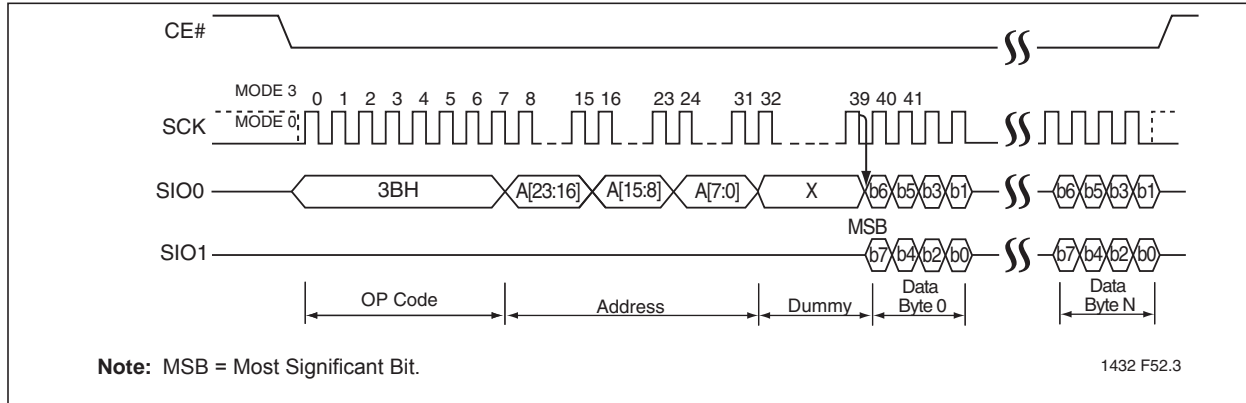 CE#
MODE 3
0 1 2 3 4 5 6 7 8 15 16 23 24 31 32 39 40 41
SCK
MODE 0
SIO0
3BH A[23:16] A[15:8] A[7:0] X b6 b5 b3 b1 b6 b5 b3 b1
MSB
SIO1
b7 b4 b2 b0 b7 b4 b2 b0
OP Code Address Dummy Data Byte 0 Data Byte N
Note: MSB = Most Significant Bit.
1432 F52.3